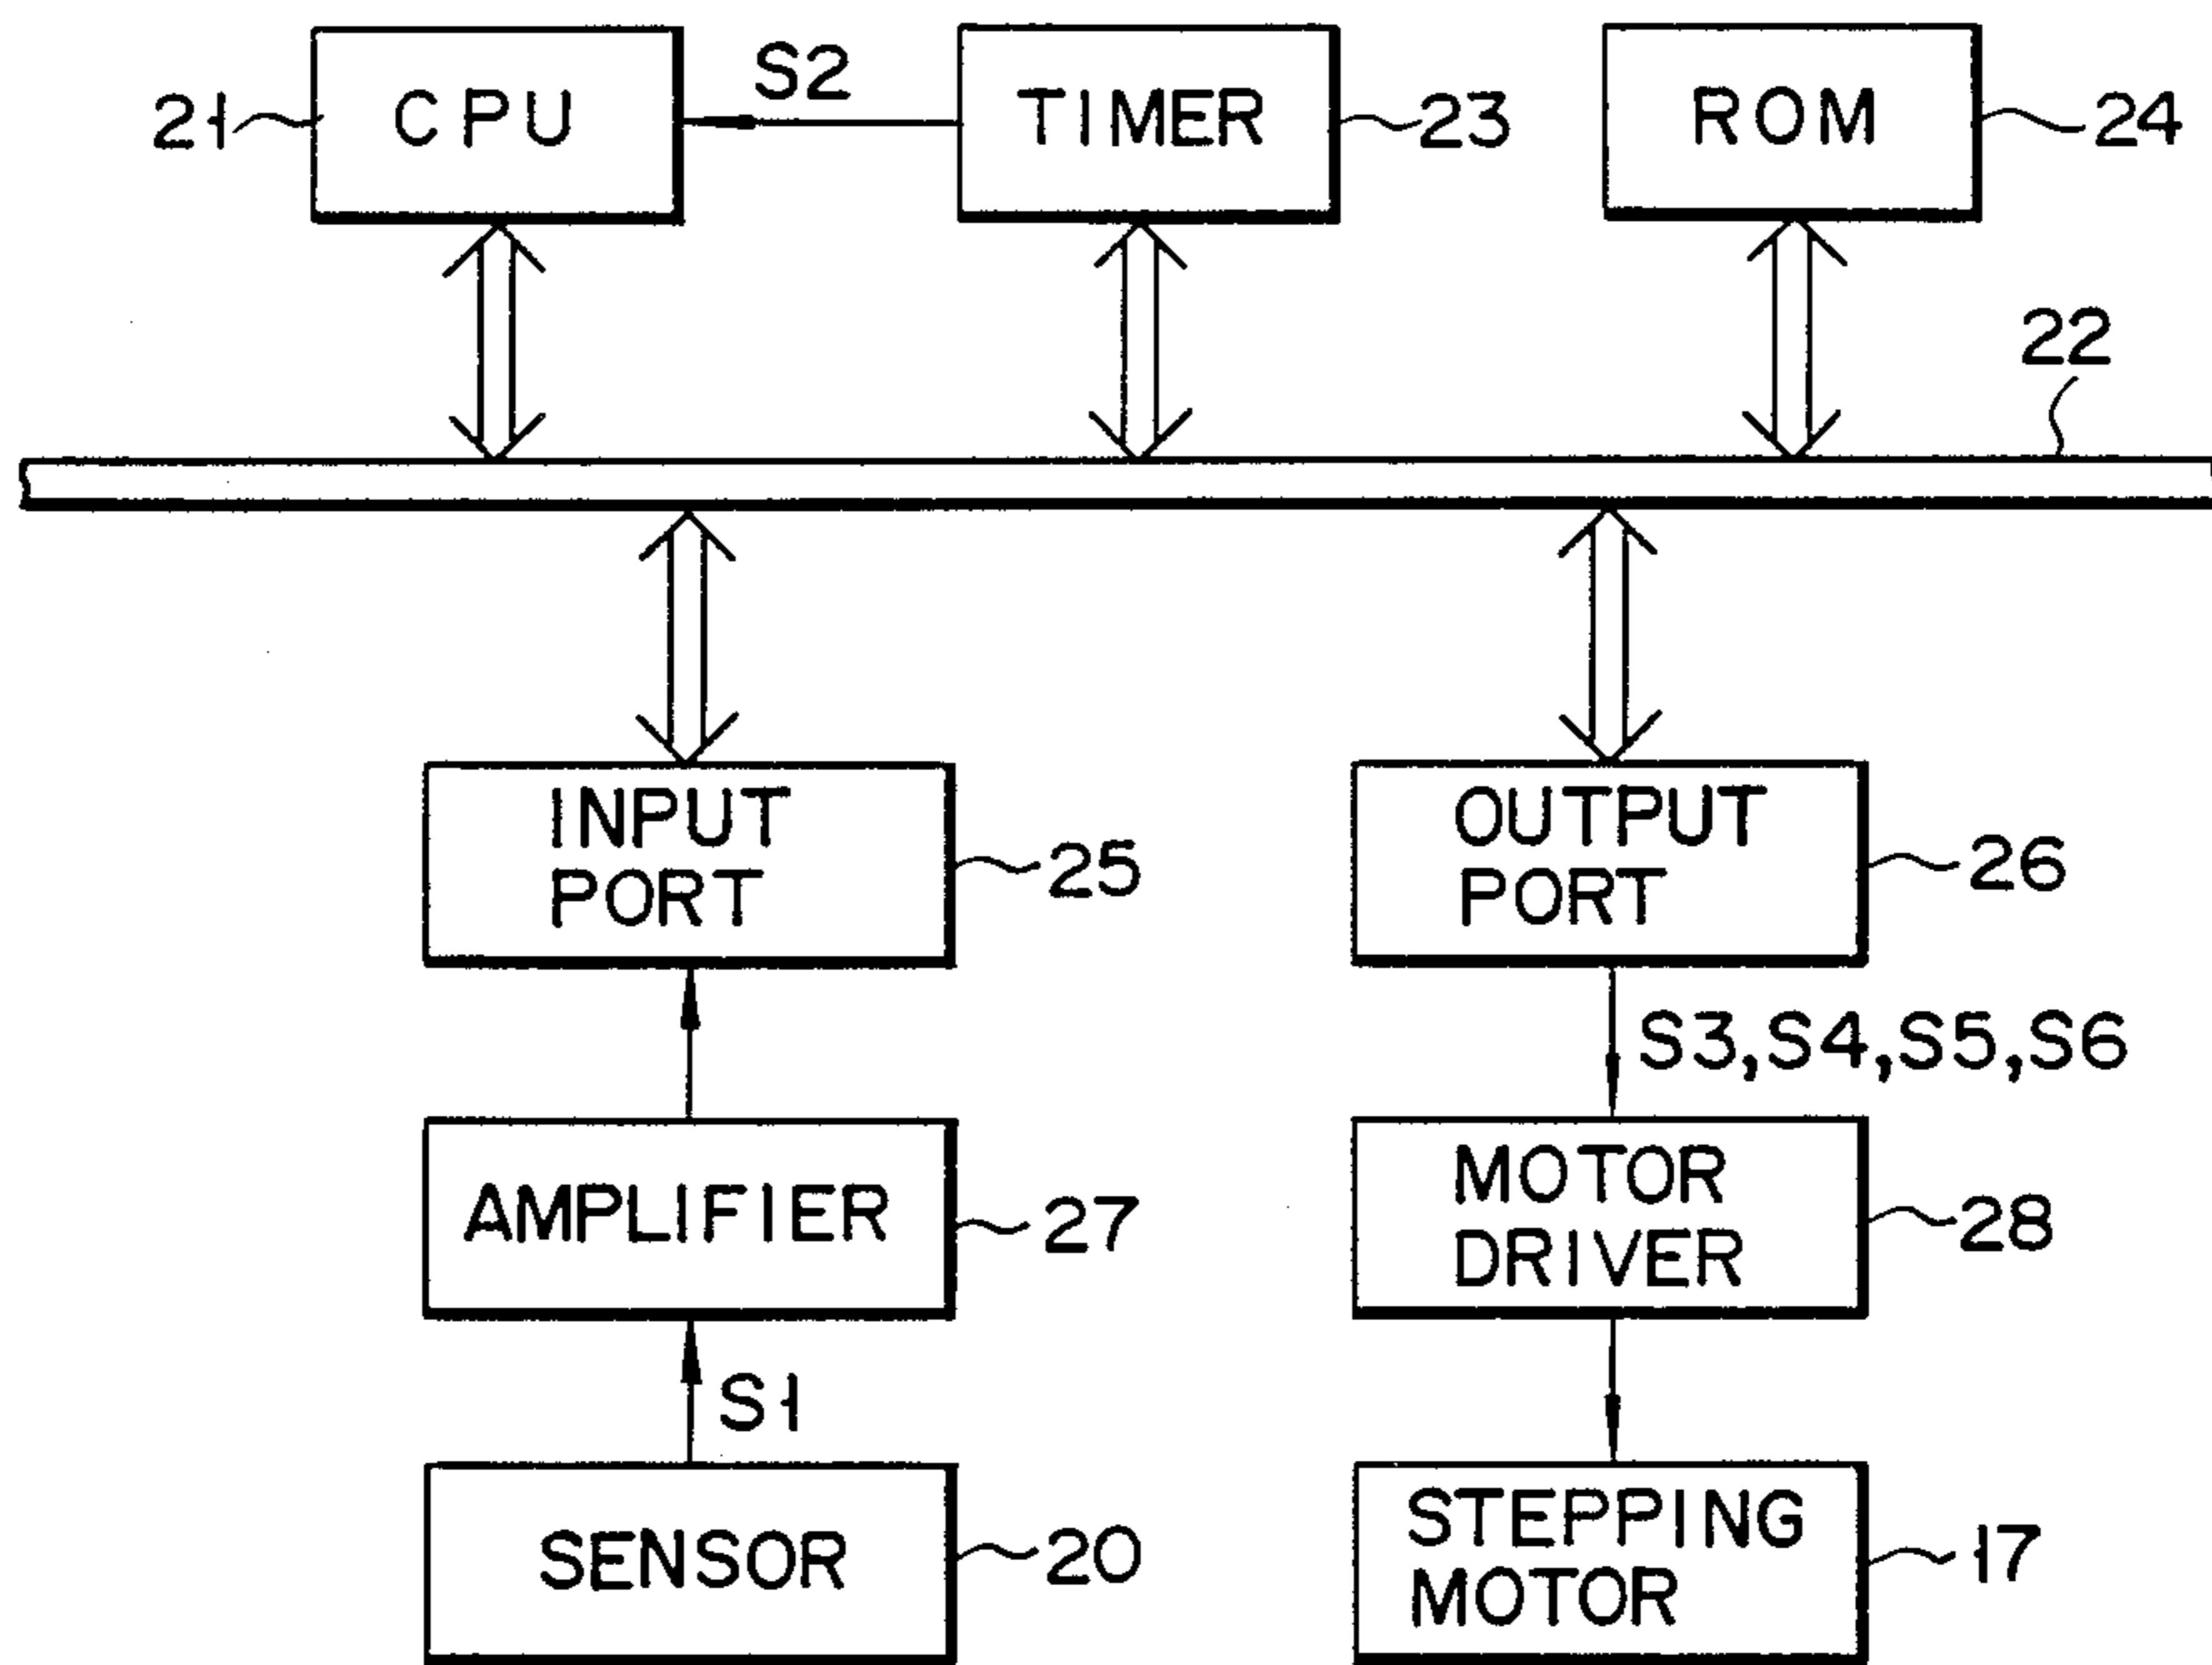 21
CPU
S2
TIMER
23
ROM
24
22
INPUT
PORT
25
OUTPUT
PORT
26
S3,S4,S5,S6
AMPLIFIER
27
MOTOR
DRIVER
28
S1
SENSOR
20
STEPPING
MOTOR
17